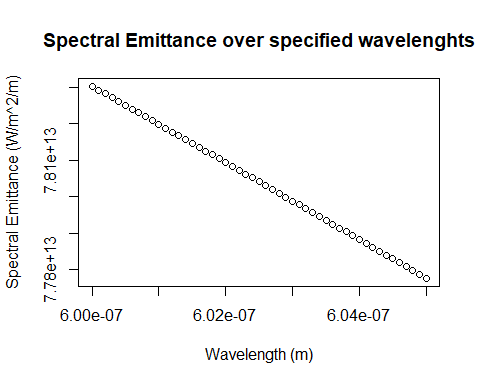 Spectral Emittance over specified wavelenghts
Spectral Emittance (W/m^2/m)
7.81e+13
7.78e+13
6.00e-07 6.02e-07 6.04e-07
Wavelength (m)